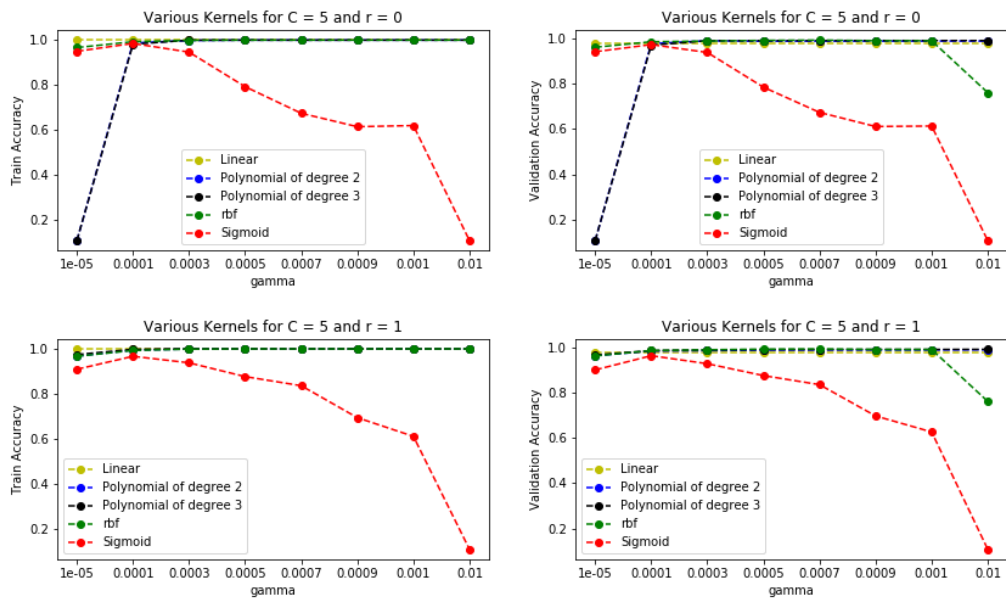 Various Kernels for C = 5 and r = 0
Train Accuracy
1.0
0.8
0.6
0.4
0.2
Linear
Polynomial of degree 2
Polynomial of degree 3
rbf
Sigmoid
1e-05 0.0001 0.0003 0.0005 0.0007 0.0009 0.001 0.01
gamma
Various Kernels for C = 5 and r = 0
Validation Accuracy
1.0
0.8
0.6
0.4
0.2
Linear
Polynomial of degree 2
Polynomial of degree 3
rbf
Sigmoid
1e-05 0.0001 0.0003 0.0005 0.0007 0.0009 0.001 0.01
gamma
Various Kernels for C = 5 and r = 1
Train Accuracy
1.0
0.8
0.6
0.4
0.2
Linear
Polynomial of degree 2
Polynomial of degree 3
rbf
Sigmoid
1e-05 0.0001 0.0003 0.0005 0.0007 0.0009 0.001 0.01
gamma
Various Kernels for C = 5 and r = 1
Validation Accuracy
1.0
0.8
0.6
0.4
0.2
Linear
Polynomial of degree 2
Polynomial of degree 3
rbf
Sigmoid
1e-05 0.0001 0.0003 0.0005 0.0007 0.0009 0.001 0.01
gamma